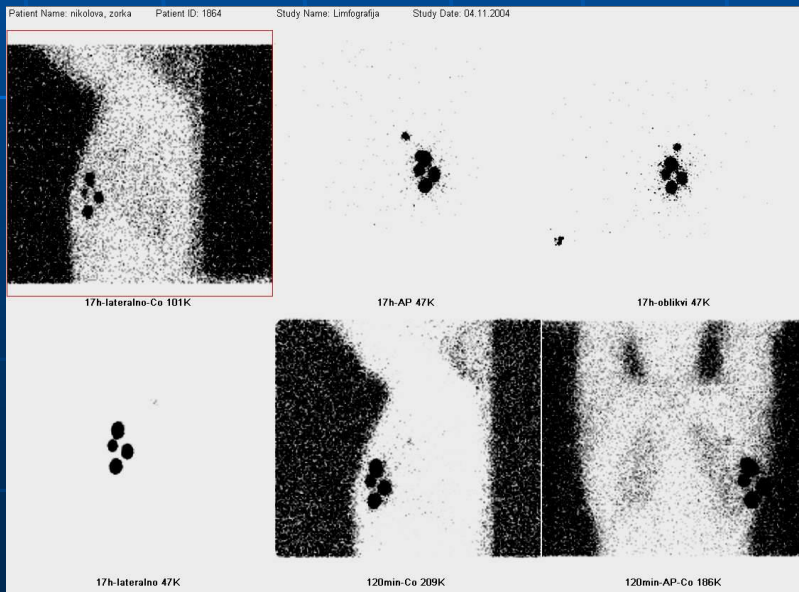 Patient Name: nikolova, zorka Patient ID: 1864 Study Name: Limfografija Study Date: 04.11.2004
17h-lateralno-Co 101K 17h-AP 47K 17h-oblikvi 47K
17h-lateralno 47K 120min-Co 209K 120min-AP-Co 186K